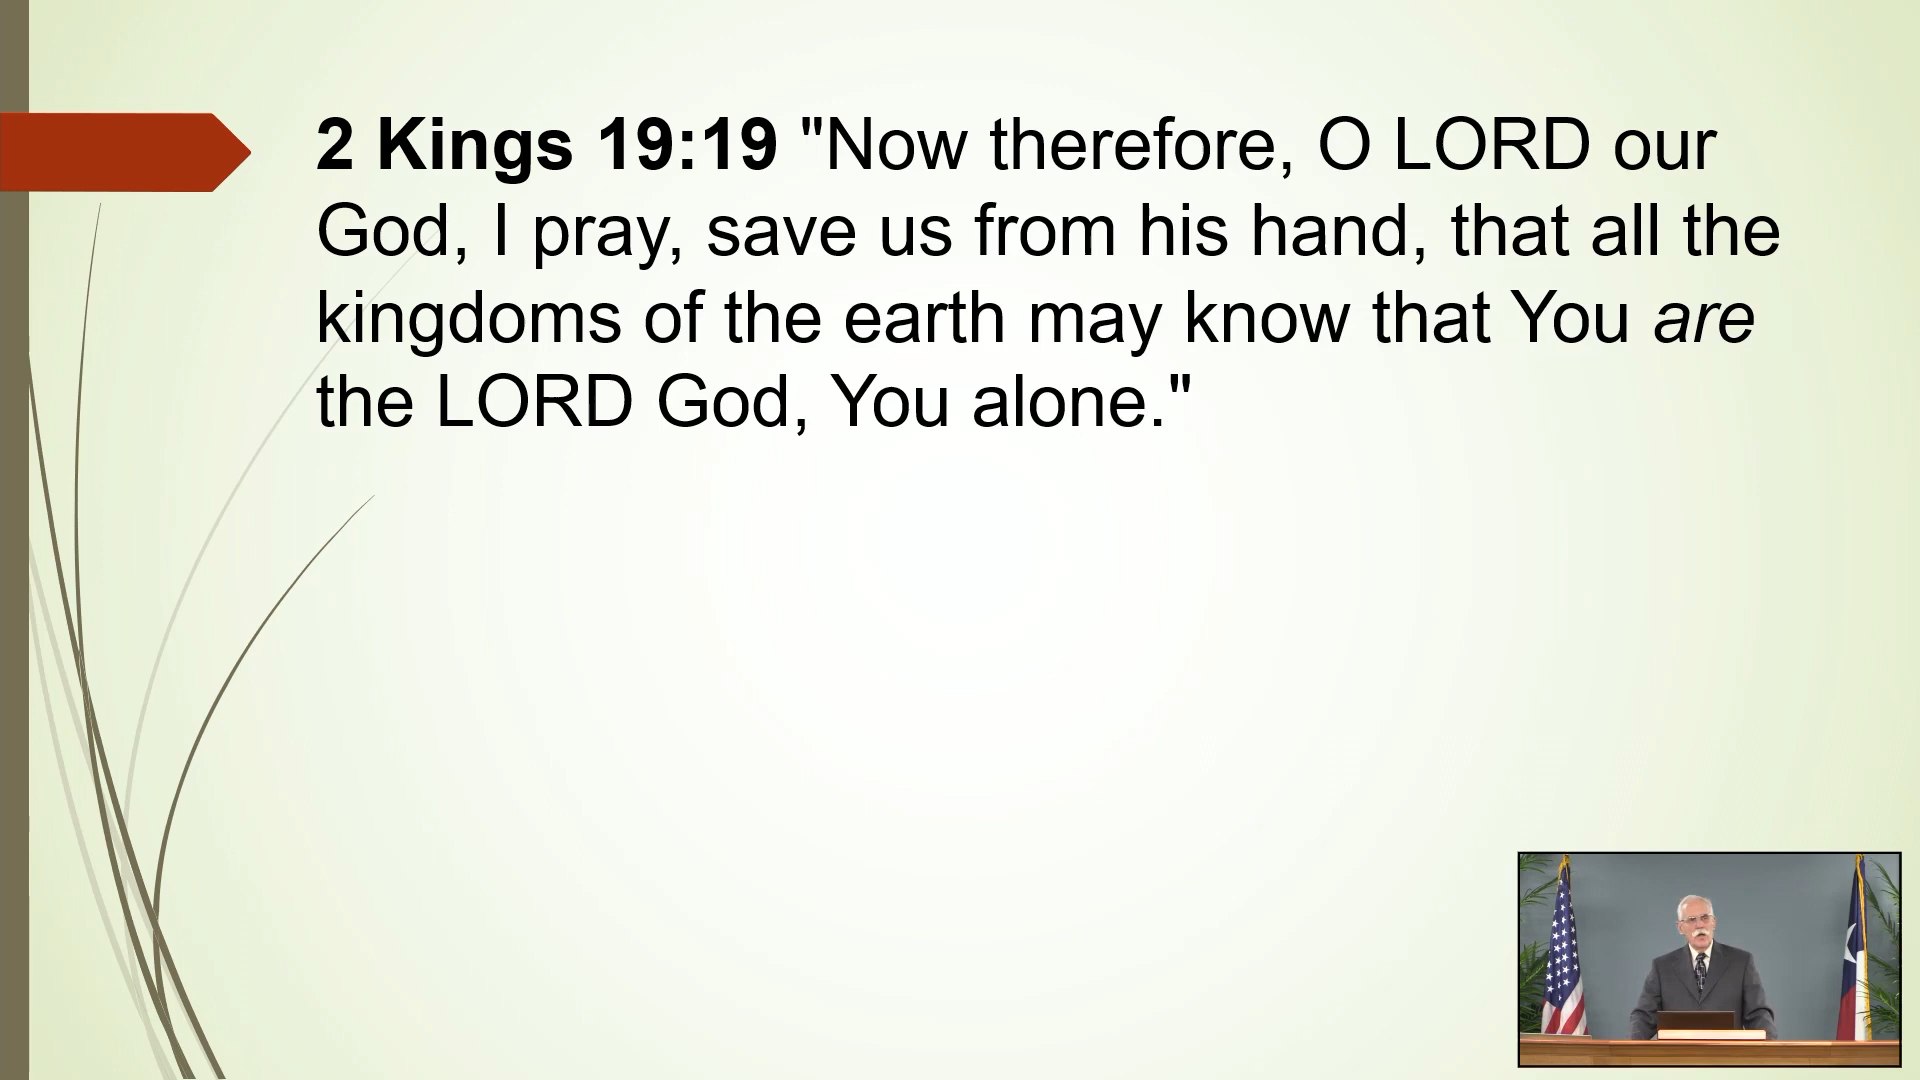 2 Kings 19:19 "Now therefore, O LORD our
God, I pray, save us from his hand, that all the
kingdoms of the earth may know that You are
the LORD God, You alone."